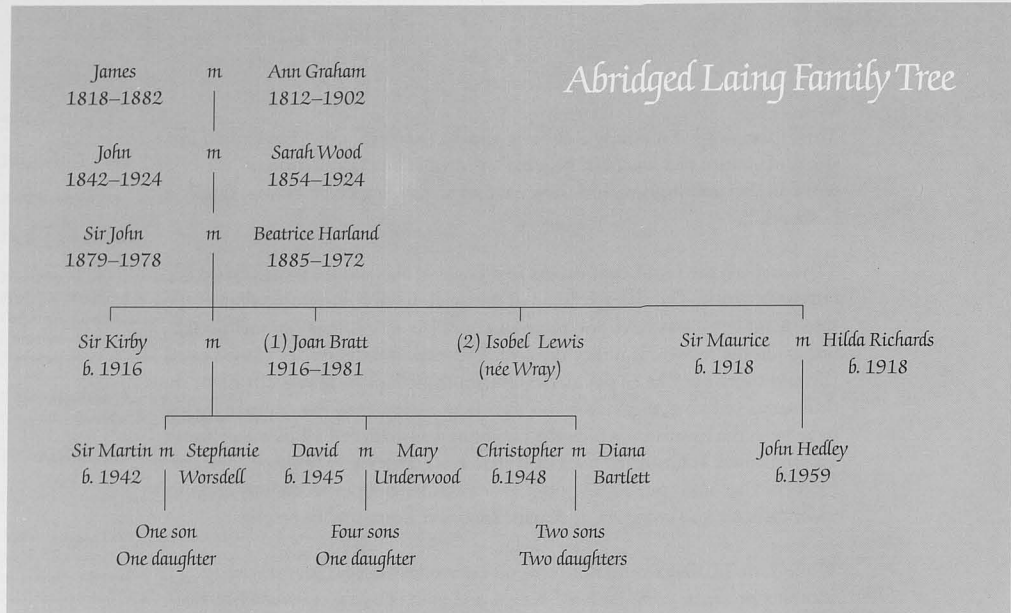 Abridged Laing Family Tree
James m Ann Graham
1818–1882 1812–1902
John m Sarah Wood
1842–1924 1854–1924
Sir John m Beatrice Harland
1879–1978 1885–1972
Sir Kirby m (1) Joan Bratt (2) Isobel Lewis Sir Maurice m Hilda Richards
b. 1916 1916–1981 (née Wray) b. 1918 b. 1918
Sir Martin m Stephanie David m Mary Christopher m Diana John Hedley
b. 1942 Worsdell b. 1945 Underwood b.1948 Bartlett b.1959
One son Four sons Two sons
One daughter One daughter Two daughters